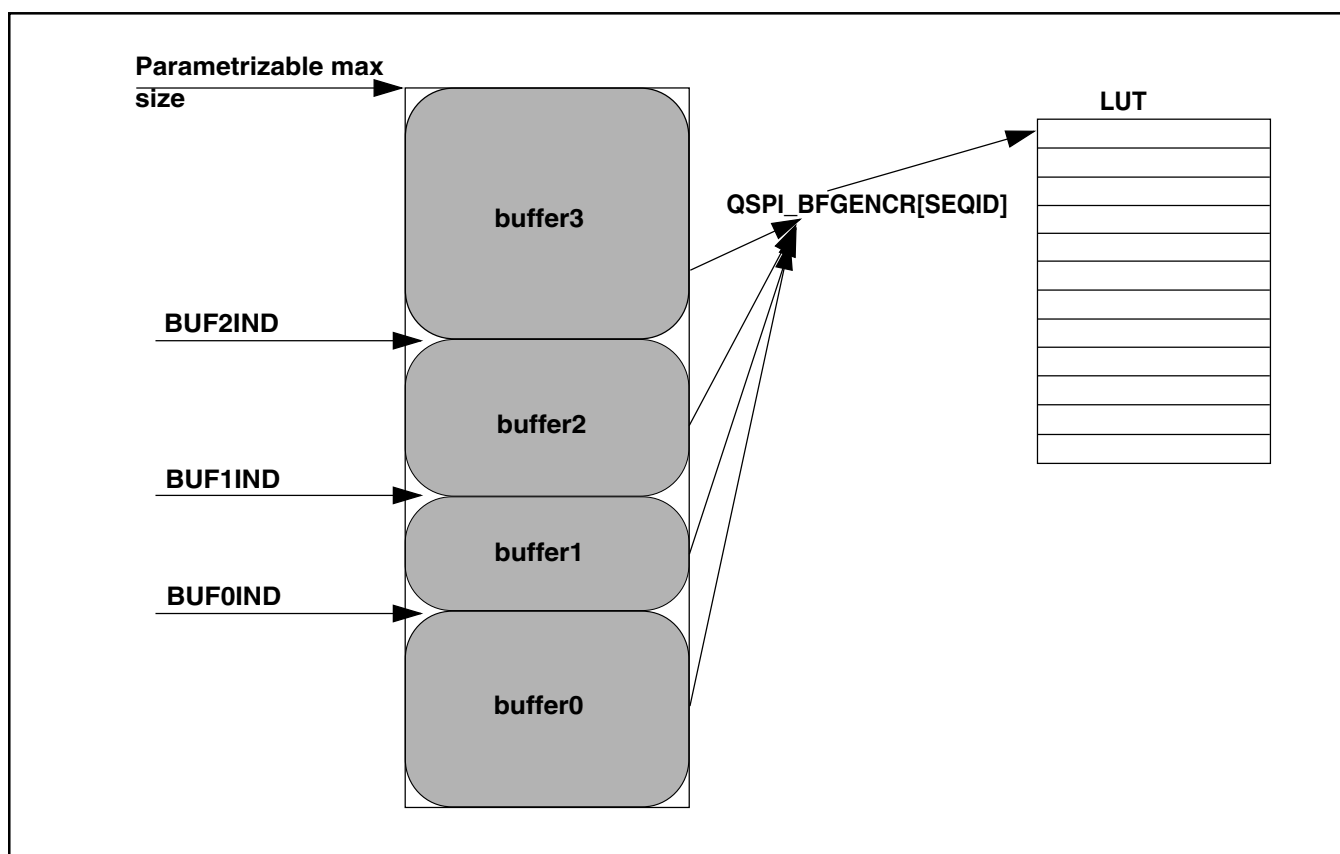 Parametrizable max
size
LUT
QSPI_BFGENCR[SEQID]
buffer3
BUF2IND
buffer2
BUF1IND
buffer1
BUF0IND
buffer0